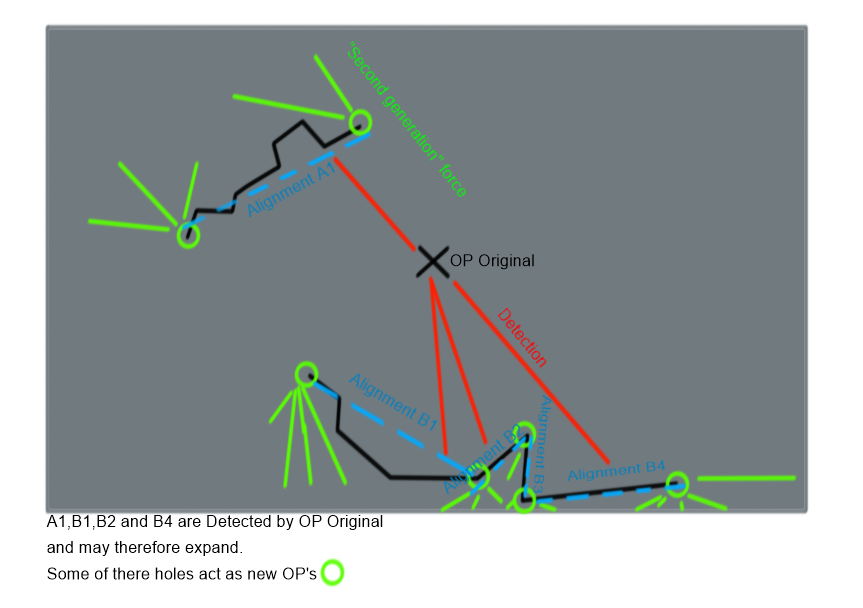 "Second generation" force
Alignment A1
OP Original
Detection
Alignment B1
Alignment B2
Alignment B3
Alignment B4
A1,B1,B2 and B4 are Detected by OP Original
and may therefore expand.
Some of there holes act as new OP's